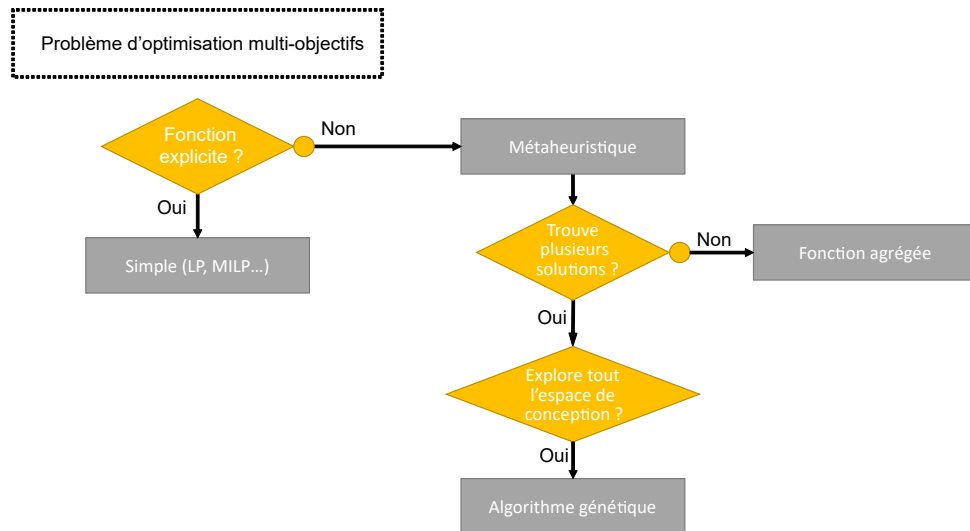 Problème d’optimisation multi-objectifs
Fonction
explicite ?
Non
Métaheuristique
Oui
Simple (LP, MILP…)
Trouve
plusieurs
solutions ?
Non
Fonction agrégée
Oui
Explore tout
l’espace de
conception ?
Oui
Algorithme génétique